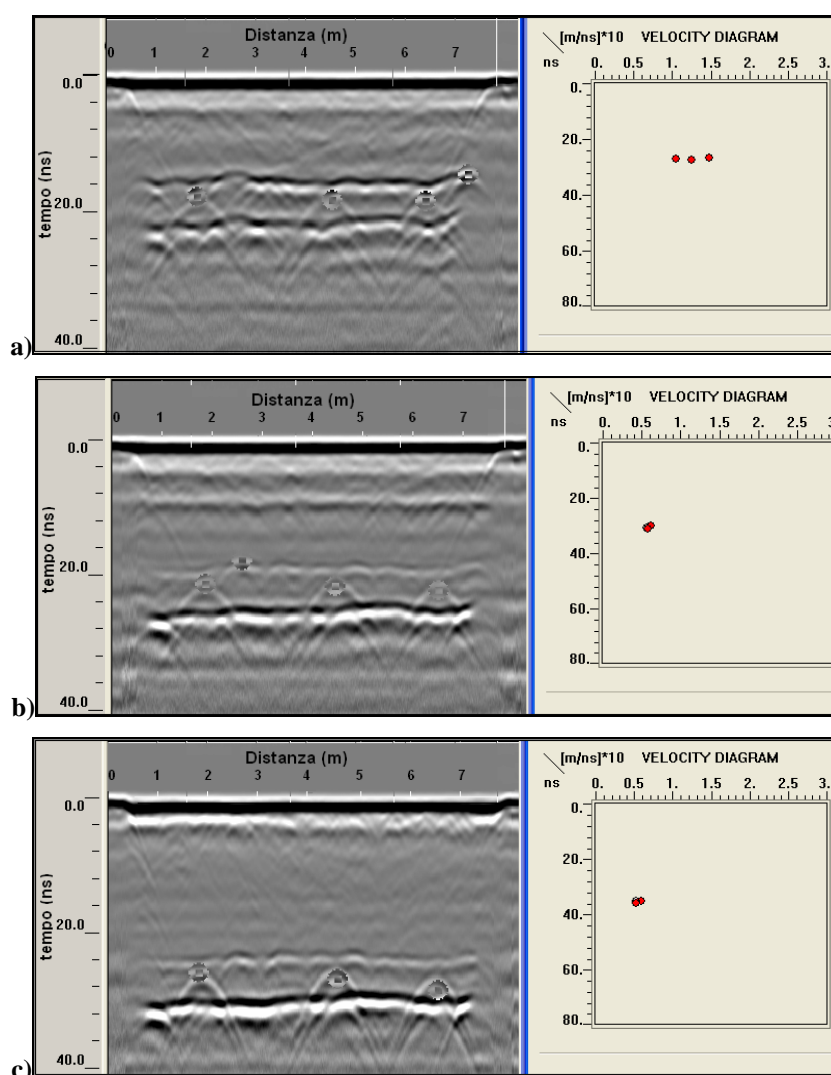 Distanza (m)
0 1 2 3 4 5 6 7
tempo (ns)
0.0
20.0
40.0
[m/ns]*10 VELOCITY DIAGRAM
ns 0. 0.5 1. 1.5 2. 2.5
0.
20.
40.
60.
80.
a)
Distanza (m)
0 1 2 3 4 5 6 7
tempo (ns)
0.0
20.0
40.0
[m/ns]*10 VELOCITY DIAGRAM
ns 0. 0.5 1. 1.5 2. 2.5
0.
20.
40.
60.
80.
b)
Distanza (m)
0 1 2 3 4 5 6 7
tempo (ns)
0.0
20.0
40.0
[m/ns]*10 VELOCITY DIAGRAM
ns 0. 0.5 1. 1.5 2. 2.5 3.
0.
20.
40.
60.
80.
c)